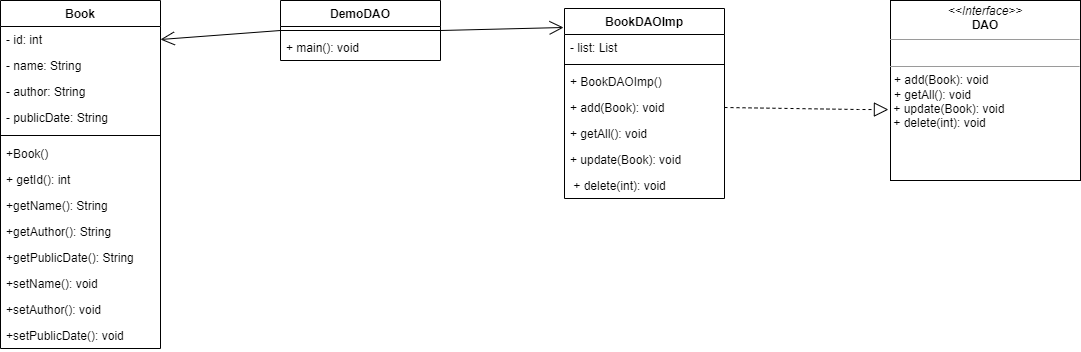 Book
- id: int
- name: String
- author: String
- publicDate: String
+Book()
+ getId(): int
+getName(): String
+getAuthor(): String
+getPublicDate(): String
+setName(): void
+setAuthor(): void
+setPublicDate(): void
DemoDAO
+ main(): void
BookDAOImp
- list: List
+ BookDAOImp()
+ add(Book): void
+ getAll(): void
+ update(Book): void
+ delete(int): void
<<Interface>>
DAO
+ add(Book): void
+ getAll(): void
+ update(Book): void
+ delete(int): void